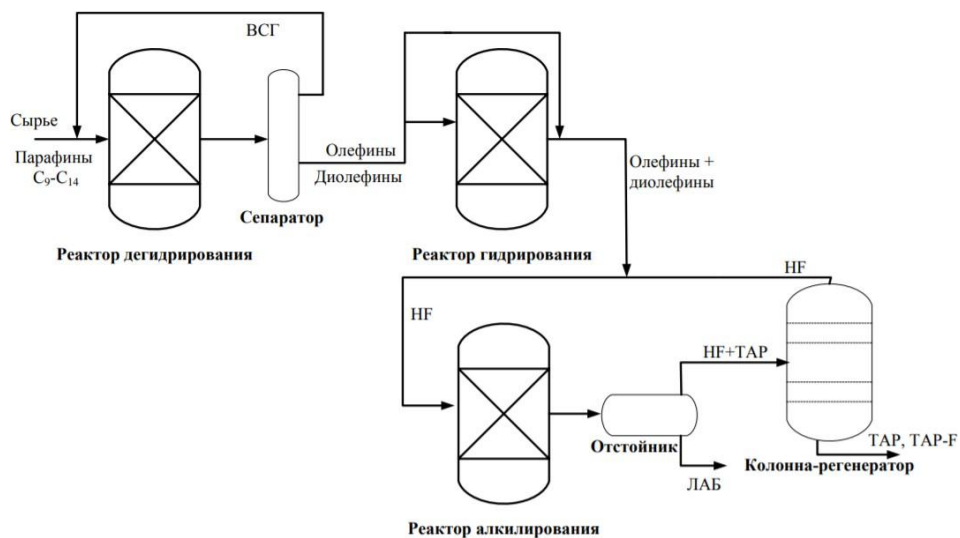 ВСГ
Сырье
Парафины
C₉-C₁₄
Олефины
Диолефины
Сепаратор
Реактор дегидрирования
Реактор гидрирования
Олефины +
диолефины
HF
HF
HF+ТАР
Отстойник
ЛАБ
ТАР, ТАР-F
Колонна-регенератор
Реактор алкилирования